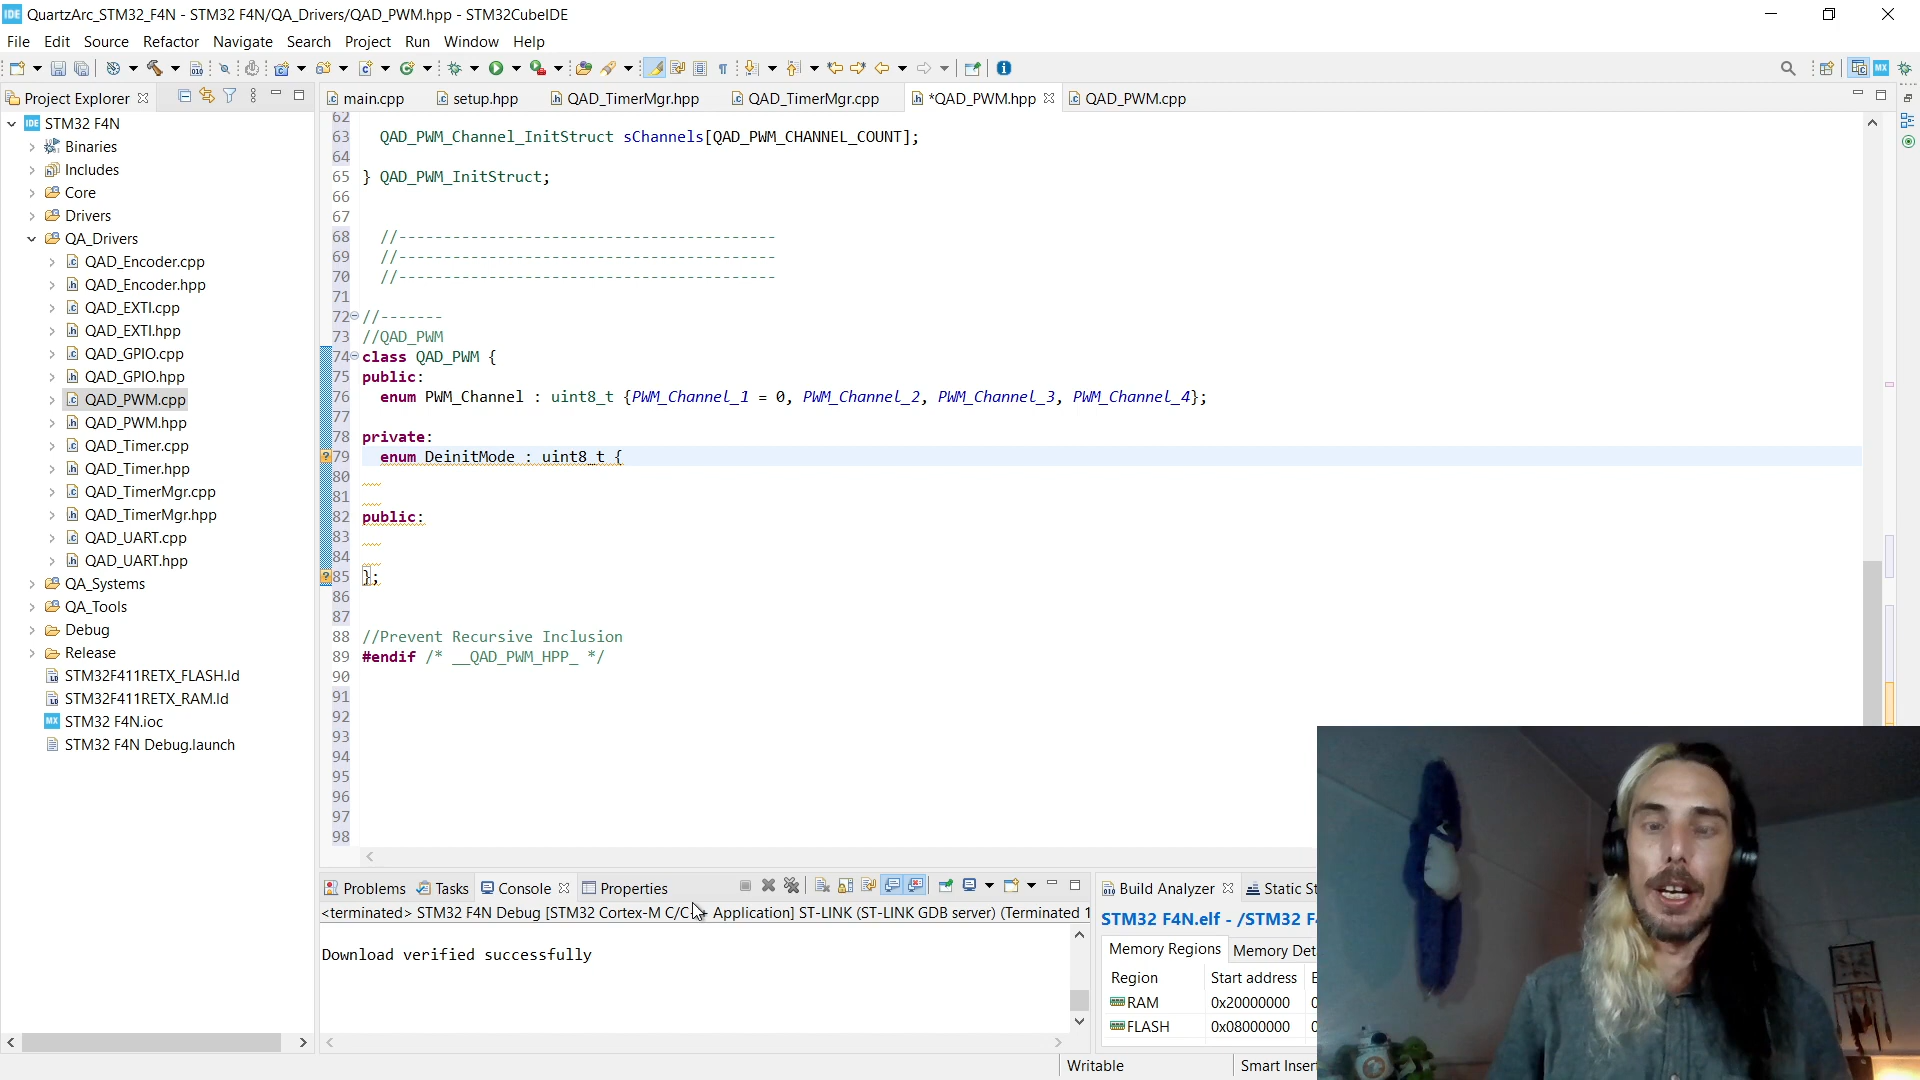 IDE QuartzArc_STM32_F4N - STM32 F4N/QA_Drivers/QAD_PWM.hpp - STM32CubeIDE
File Edit Source Refactor Navigate Search Project Run Window Help
Project Explorer
main.cpp
setup.hpp
QAD_TimerMgr.hpp
QAD_TimerMgr.cpp
*QAD_PWM.hpp
QAD_PWM.cpp
IDE STM32 F4N
Binaries
Includes
Core
Drivers
QA_Drivers
QAD_Encoder.cpp
QAD_Encoder.hpp
QAD_EXTI.cpp
QAD_EXTI.hpp
QAD_GPIO.cpp
QAD_GPIO.hpp
QAD_PWM.cpp
QAD_PWM.hpp
QAD_Timer.cpp
QAD_Timer.hpp
QAD_TimerMgr.cpp
QAD_TimerMgr.hpp
QAD_UART.cpp
QAD_UART.hpp
QA_Systems
QA_Tools
Debug
Release
STM32F411RETX_FLASH.ld
STM32F411RETX_RAM.ld
MX STM32 F4N.ioc
STM32 F4N Debug.launch
62
63 QAD_PWM_Channel_InitStruct sChannels[QAD_PWM_CHANNEL_COUNT];
64
65 } QAD_PWM_InitStruct;
66
67
68 //------------------------------------------
69 //------------------------------------------
70 //------------------------------------------
71
72 //-------
73 //QAD_PWM
74 class QAD_PWM {
75 public:
76 enum PWM_Channel : uint8_t {PWM_Channel_1 = 0, PWM_Channel_2, PWM_Channel_3, PWM_Channel_4};
77
78 private:
79 enum DeinitMode : uint8_t {
80
81
82 public:
83
84
85 };
86
87
88 //Prevent Recursive Inclusion
89 #endif /* __QAD_PWM_HPP_ */
90
91
92
93
94
95
96
97
98
Problems Tasks Console Properties
<terminated> STM32 F4N Debug [STM32 Cortex-M C/C++ Application] ST-LINK (ST-LINK GDB server) (Terminated 1
Download verified successfully
Build Analyzer
STM32 F4N.elf - /STM32
Memory Regions
Region Start address
RAM 0x20000000
FLASH 0x08000000
Writable